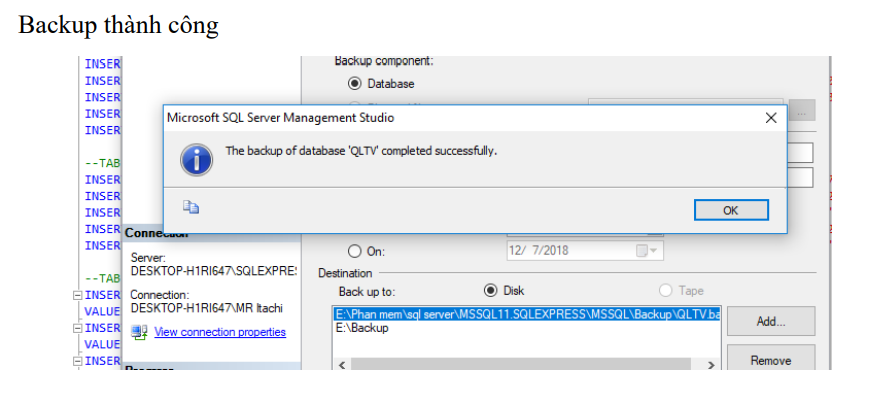 Backup thành công
INSER
INSER
INSER
INSER
INSER
--TAB
INSER
INSER
INSER
INSER
INSER
--TAB
INSER
VALUE
INSER
VALUE
INSER
Backup component:
Database
Microsoft SQL Server Management Studio
The backup of database 'QLTV' completed successfully.
OK
Connection
Server:
DESKTOP-H1RI647\SQLEXPRE
Connection:
DESKTOP-H1RI647\MR Itachi
View connection properties
On:
12/ 7/2018
Destination
Back up to:
Disk
Tape
E:\Phan mem\sql server\MSSQL11.SQLEXPRESS\MSSQL\Backup\QLTV.ba
E:\Backup
Add...
Remove